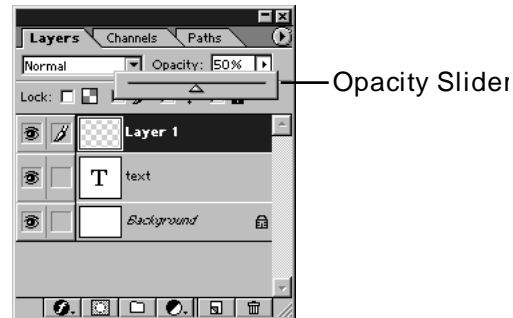 Layers Channels Paths
Normal Opacity: 50%
Opacity Slider
Lock:
Layer 1
T text
Background